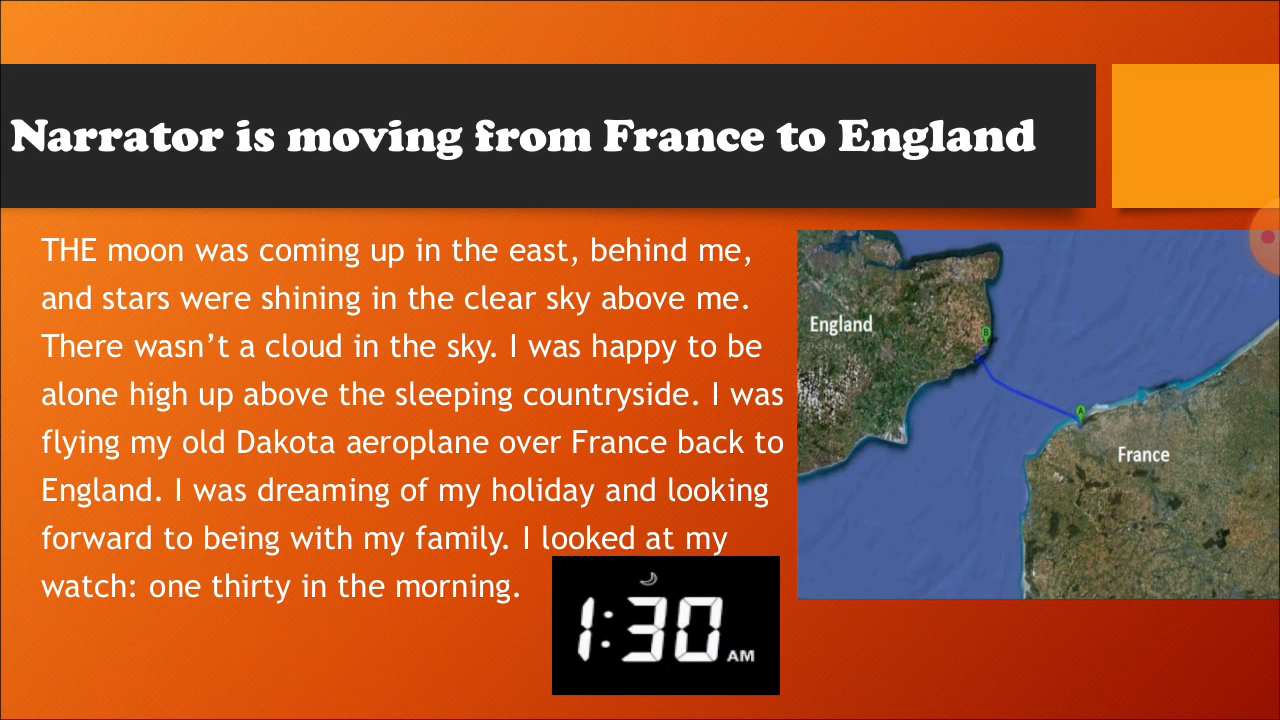 Narrator is moving from France to England
THE moon was coming up in the east, behind me,
and stars were shining in the clear sky above me.
There wasn’t a cloud in the sky. I was happy to be
alone high up above the sleeping countryside. I was
flying my old Dakota aeroplane over France back to
England. I was dreaming of my holiday and looking
forward to being with my family. I looked at my
watch: one thirty in the morning.
1:30 AM
England
B
A
France